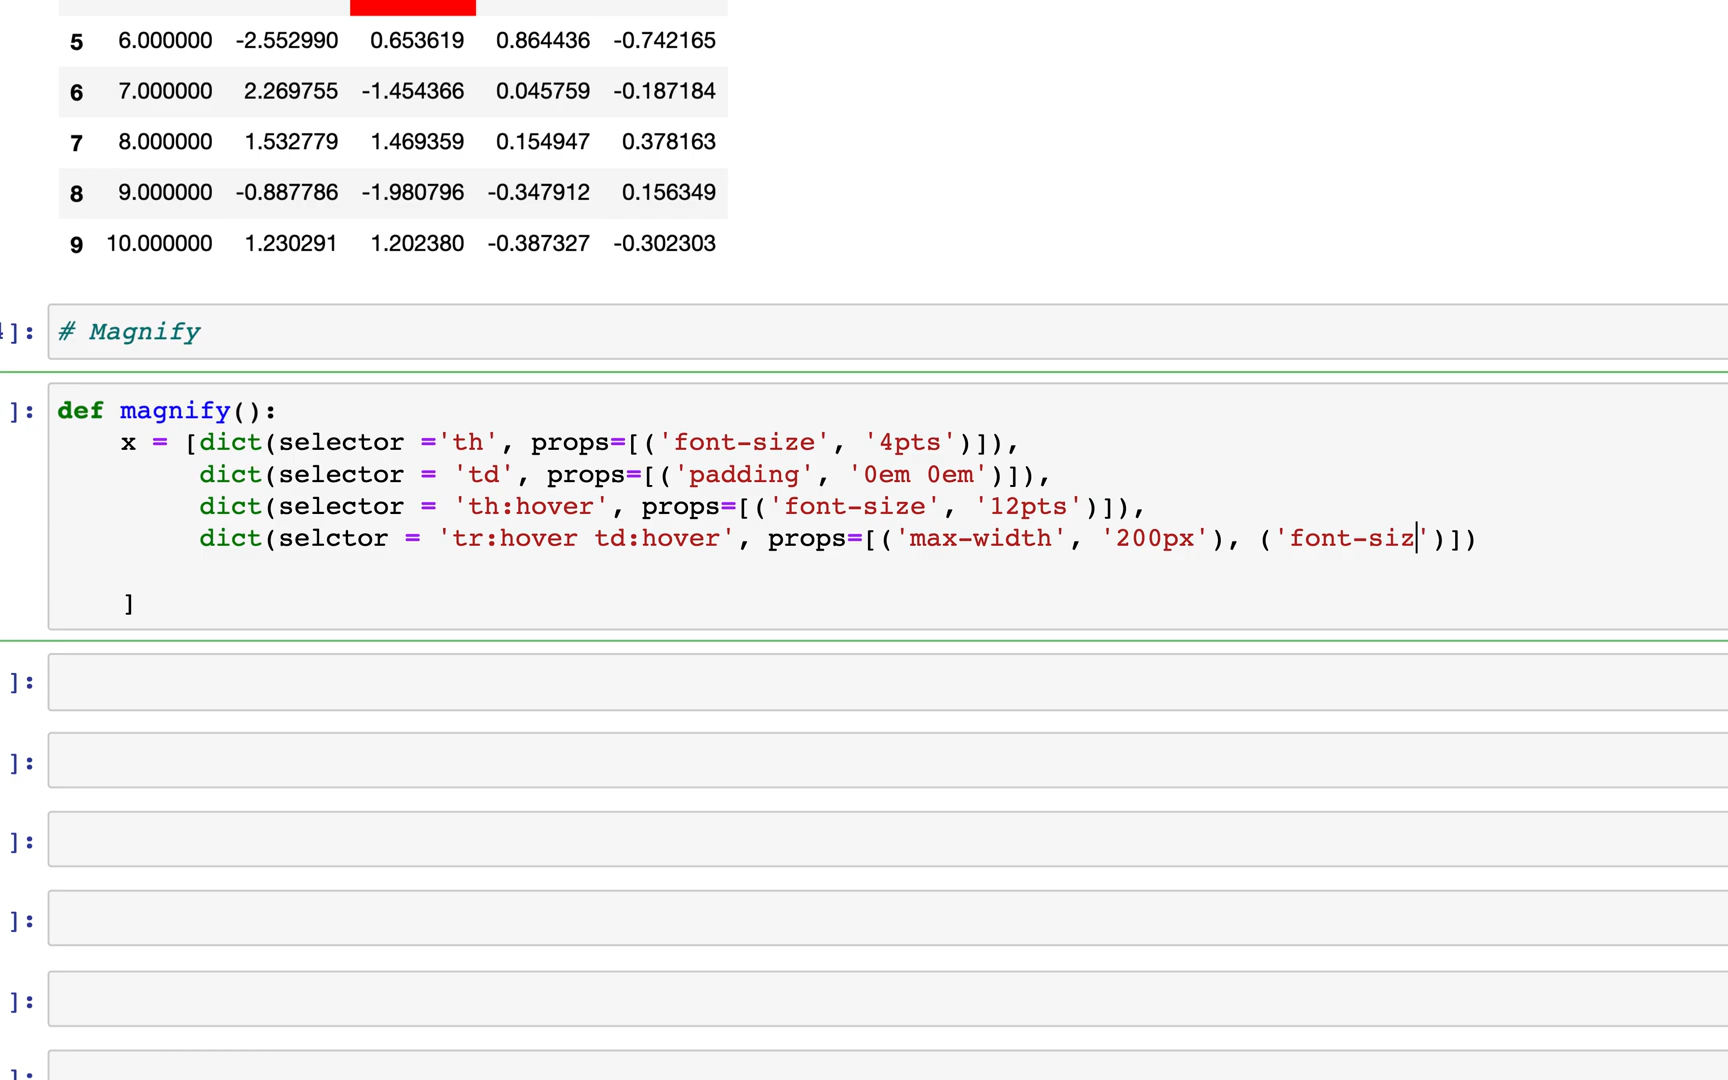 5 6.000000 -2.552990 0.653619 0.864436 -0.742165
6 7.000000 2.269755 -1.454366 0.045759 -0.187184
7 8.000000 1.532779 1.469359 0.154947 0.378163
8 9.000000 -0.887786 -1.980796 -0.347912 0.156349
9 10.000000 1.230291 1.202380 -0.387327 -0.302303
]: # Magnify
]: def magnify():
x = [dict(selector ='th', props=[('font-size', '4pts')]),
dict(selector = 'td', props=[('padding', '0em 0em')]),
dict(selector = 'th:hover', props=[('font-size', '12pts')]),
dict(selctor = 'tr:hover td:hover', props=[('max-width', '200px'), ('font-siz')])
]
]:
]:
]:
]:
]:
]: